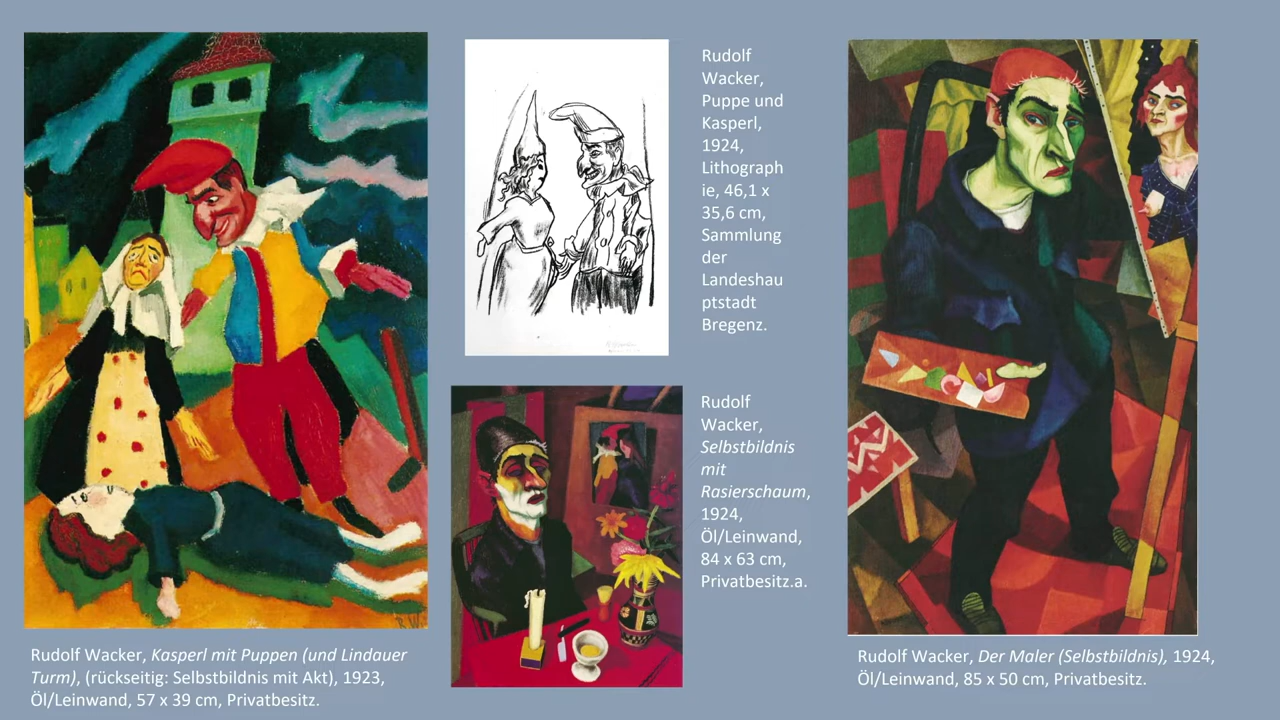 Rudolf
Wacker,
Puppe und
Kasperl,
1924,
Lithograph
ie, 46,1 x
35,6 cm,
Sammlung
der
Landeshau
ptstadt
Bregenz.
Rudolf
Wacker,
Selbstbildnis
mit
Rasierschaum,
1924,
Öl/Leinwand,
84 x 63 cm,
Privatbesitz.a.
Rudolf Wacker, Kasperl mit Puppen (und Lindauer
Turm), (rückseitig: Selbstbildnis mit Akt), 1923,
Öl/Leinwand, 57 x 39 cm, Privatbesitz.
Rudolf Wacker, Der Maler (Selbstbildnis), 1924,
Öl/Leinwand, 85 x 50 cm, Privatbesitz.